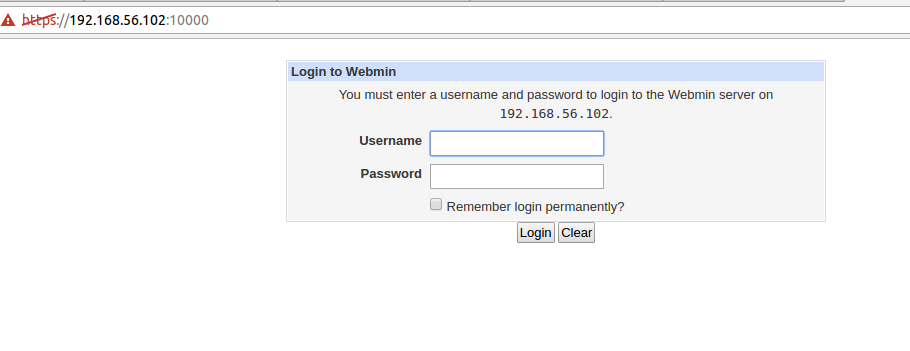 https://192.168.56.102:10000
Login to Webmin
You must enter a username and password to login to the Webmin server on
192.168.56.102.
Username
Password
Remember login permanently?
Login Clear